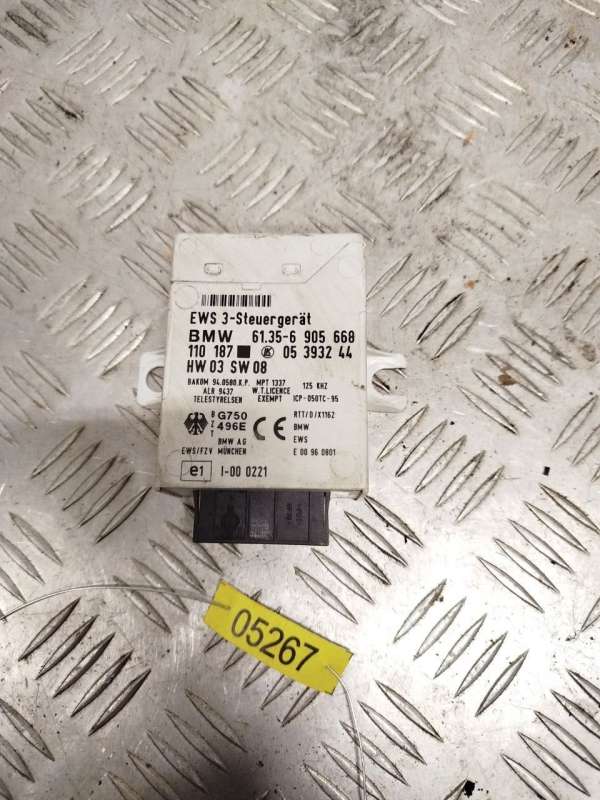 EWS 3-Steuergerät
BMW 61.35-6 905 668
110 187 05 3932 44
HW 03 SW 08
BAKOM 94.0580.K.P. MPT 1337 125 KHZ
ALR 9437 W.T.LICENCE
TELESTYRELSEN EXEMPT ICP-050TC-95
B Z T G750 496E CE RTT/D/X1162
BMW
BMW AG EWS
EWS/FZV MÜNCHEN E 00 96 0801
e1 I-00 0221
05267